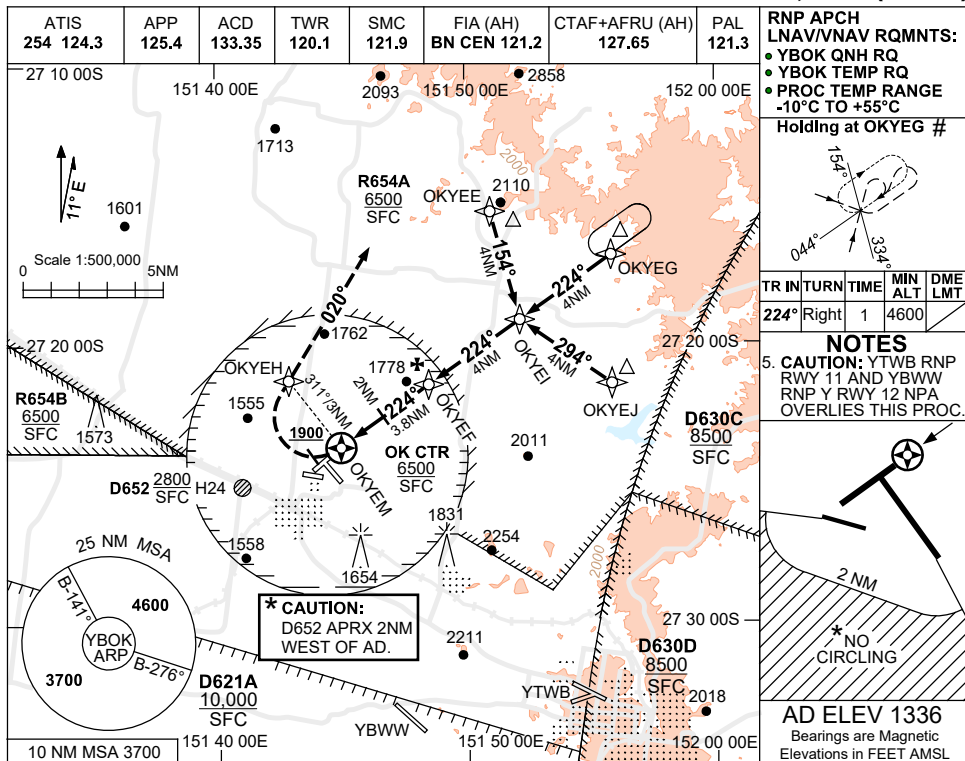 ATIS
254 124.3
APP
125.4
ACD
133.35
TWR
120.1
SMC
121.9
FIA (AH)
BN CEN 121.2
CTAF+AFRU (AH)
127.65
PAL
121.3
RNP APCH
LNAV/VNAV RQMNTS:
YBOK QNH RQ
YBOK TEMP RQ
PROC TEMP RANGE
-10°C TO +55°C
27 10 00S
151 40 00E
2093
151 50 00E
2858
152 00 00E
1713
2000
Holding at OKYEG #
154°
044°
334°
11° E
1601
R654A
6500
SFC
OKYEE
2110
154°
4NM
224°
4NM
OKYEG
Scale 1:500,000
0
5NM
020°
TR IN
TURN
TIME
MIN ALT
DME LMT
224°
Right
1
4600
1762
224°
4NM
OKYEI
294°
4NM
27 20 00S
27 20 00S
NOTES
5. CAUTION: YTWB RNP
RWY 11 AND YBWW
RNP Y RWY 12 NPA
OVERLIES THIS PROC.
OKYEH
311°/3NM
2NM
1778
OKYEF
OKYEJ
R654B
6500
SFC
1573
1555
224°
3.8NM
D630C
8500
SFC
1900
OKYEM
OK CTR
6500
SFC
2011
D652 2800 H24
SFC
1831
1558
1654
2254
2000
25 NM MSA
B-141°
4600
YBOK
ARP
B-276°
3700
* CAUTION:
D652 APRX 2NM
WEST OF AD.
27 30 00S
2 NM
*NO
CIRCLING
2211
D630D
8500
SFC
D621A
10,000
SFC
YTWB
2018
YBWW
10 NM MSA 3700
151 40 00E
151 50 00E
152 00 00E
AD ELEV 1336
Bearings are Magnetic
Elevations in FEET AMSL